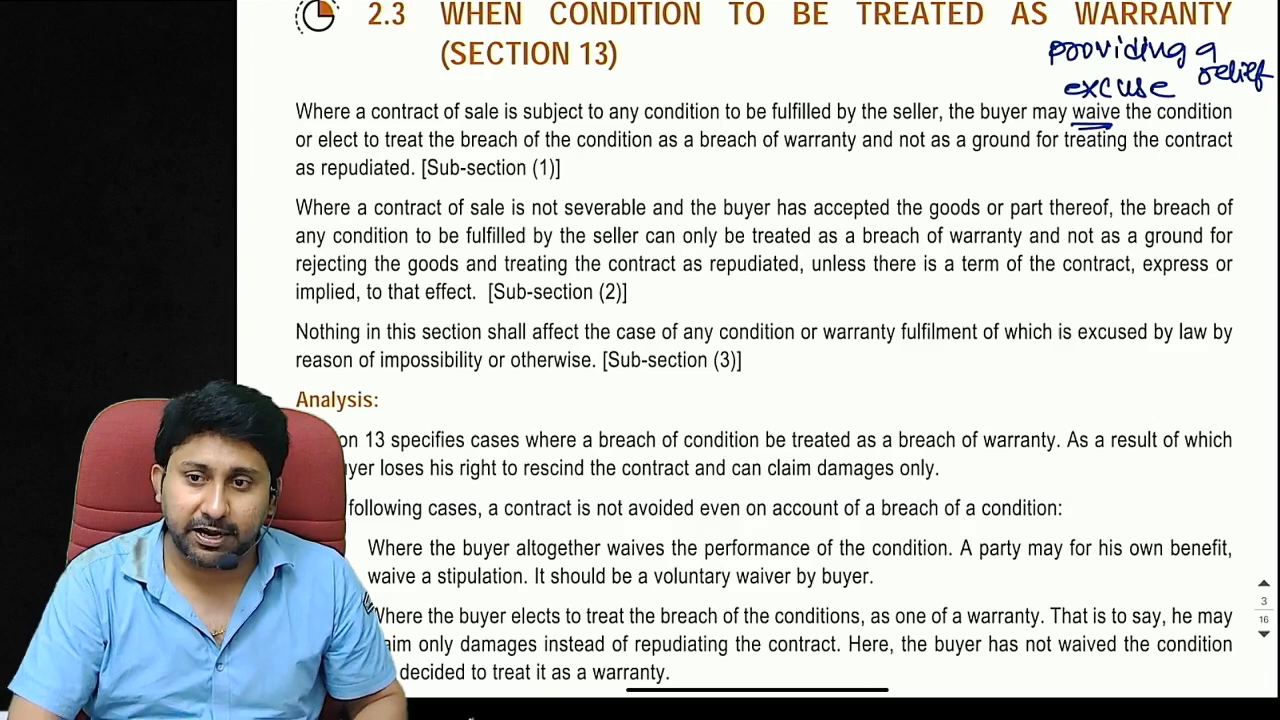 2.3 WHEN CONDITION TO BE TREATED AS WARRANTY
(SECTION 13)
providing a
relief
excuse
Where a contract of sale is subject to any condition to be fulfilled by the seller, the buyer may waive the condition
or elect to treat the breach of the condition as a breach of warranty and not as a ground for treating the contract
as repudiated. [Sub-section (1)]
Where a contract of sale is not severable and the buyer has accepted the goods or part thereof, the breach of
any condition to be fulfilled by the seller can only be treated as a breach of warranty and not as a ground for
rejecting the goods and treating the contract as repudiated, unless there is a term of the contract, express or
implied, to that effect. [Sub-section (2)]
Nothing in this section shall affect the case of any condition or warranty fulfilment of which is excused by law by
reason of impossibility or otherwise. [Sub-section (3)]
Analysis:
on 13 specifies cases where a breach of condition be treated as a breach of warranty. As a result of which
yer loses his right to rescind the contract and can claim damages only.
following cases, a contract is not avoided even on account of a breach of a condition:
Where the buyer altogether waives the performance of the condition. A party may for his own benefit,
waive a stipulation. It should be a voluntary waiver by buyer.
Where the buyer elects to treat the breach of the conditions, as one of a warranty. That is to say, he may
aim only damages instead of repudiating the contract. Here, the buyer has not waived the condition
decided to treat it as a warranty.
3
16